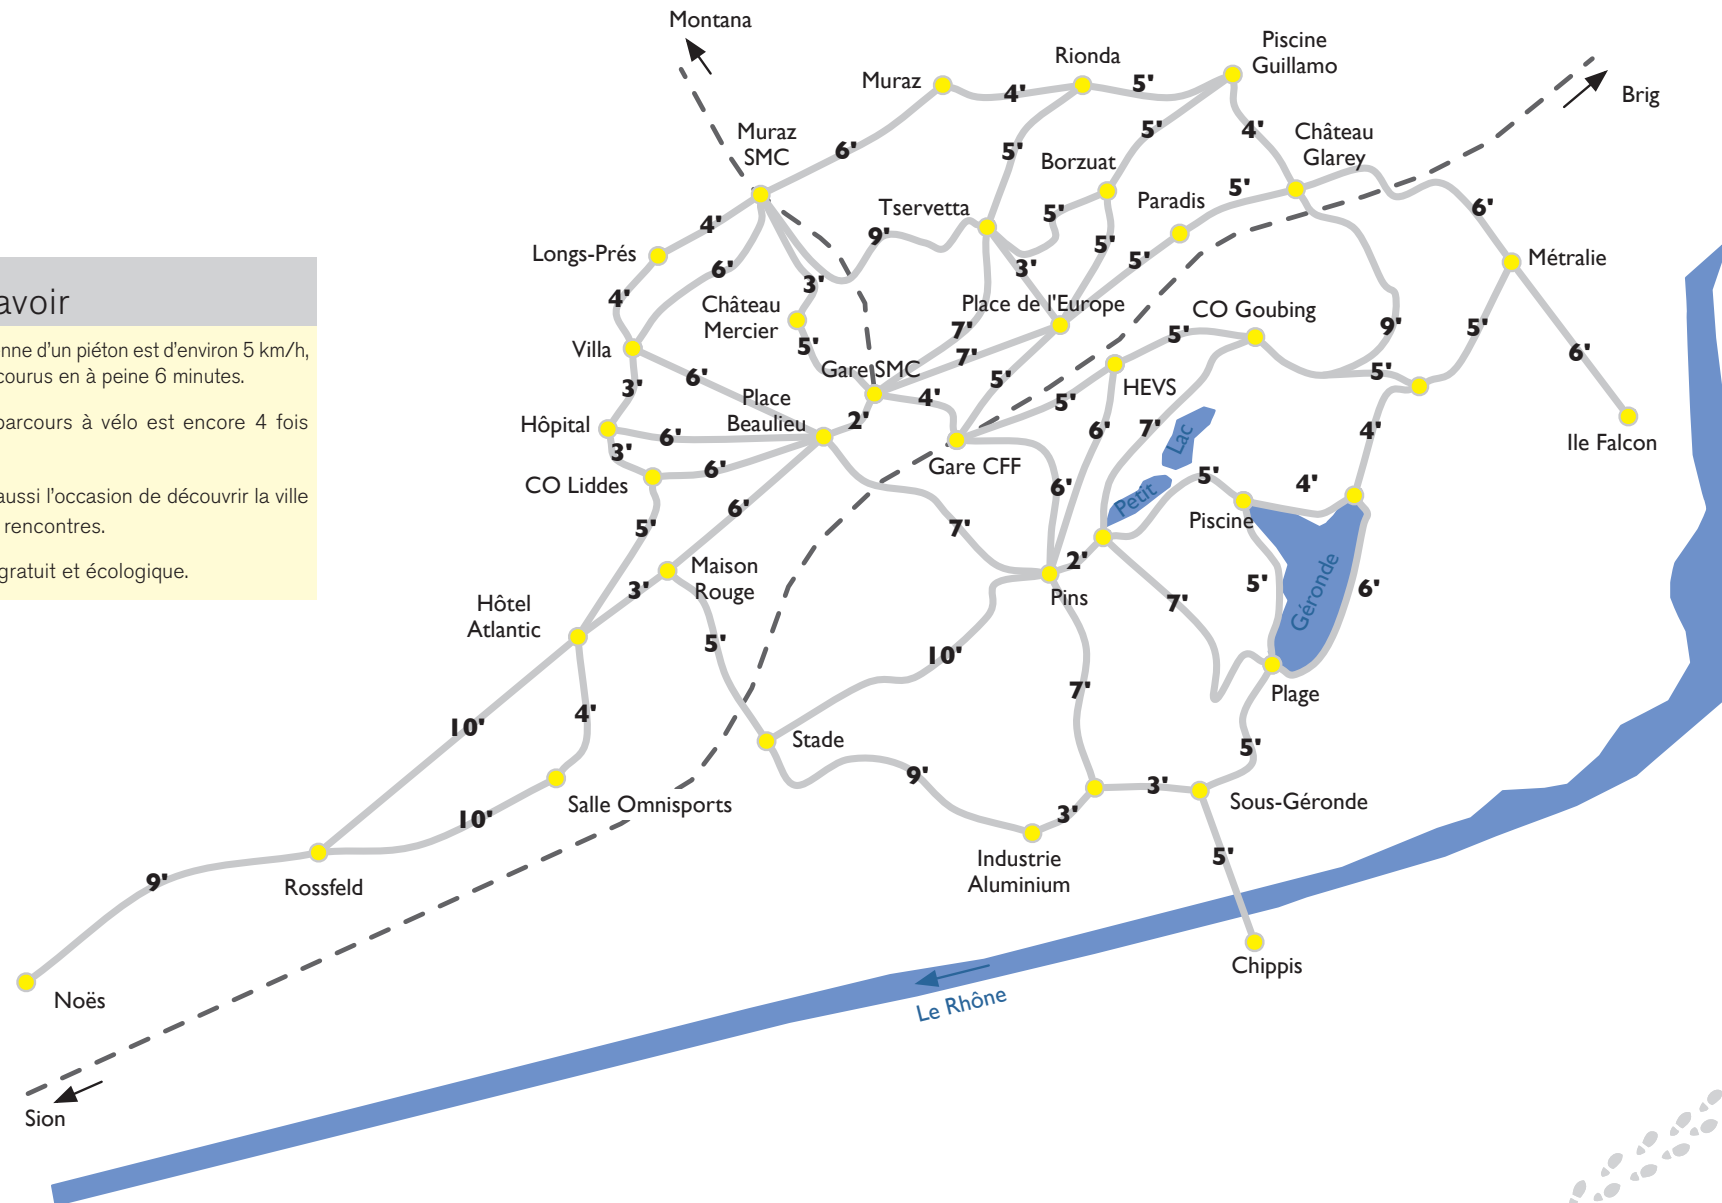 Montana
Rionda
Piscine
Guillamo
Muraz
4'
5'
Brig
Muraz
SMC
6'
5'
5'
4'
Château
Glarey
Borzuat
Paradis
5'
6'
Tservetta
5'
4'
9'
5'
5'
Longs-Prés
6'
3'
Métralie
4'
3'
Château
Mercier
Place de l'Europe
CO Goubing
7'
5'
9'
5'
Villa
5'
7'
6'
Gare SMC
5'
HEVS
5'
6'
3'
4'
5'
Place
Beaulieu
2'
Hôpital
6'
6'
7'
Lac
4'
Ile Falcon
3'
6'
Gare CFF
CO Liddes
5'
4'
6'
Petit
Piscine
6'
5'
7'
Maison
Rouge
2'
3'
Pins
5'
6'
Géronde
Hôtel
Atlantic
7'
5'
10'
7'
Plage
4'
10'
Stade
5'
9'
3'
Sous-Géronde
Salle Omnisports
10'
3'
5'
Industrie
Aluminium
9'
Rossfeld
Chippis
Noës
Le Rhône
Sion
avoir
nne d'un piéton est d'environ 5 km/h,
courus en à peine 6 minutes.
parcours à vélo est encore 4 fois
aussi l'occasion de découvrir la ville
rencontres.
gratuit et écologique.